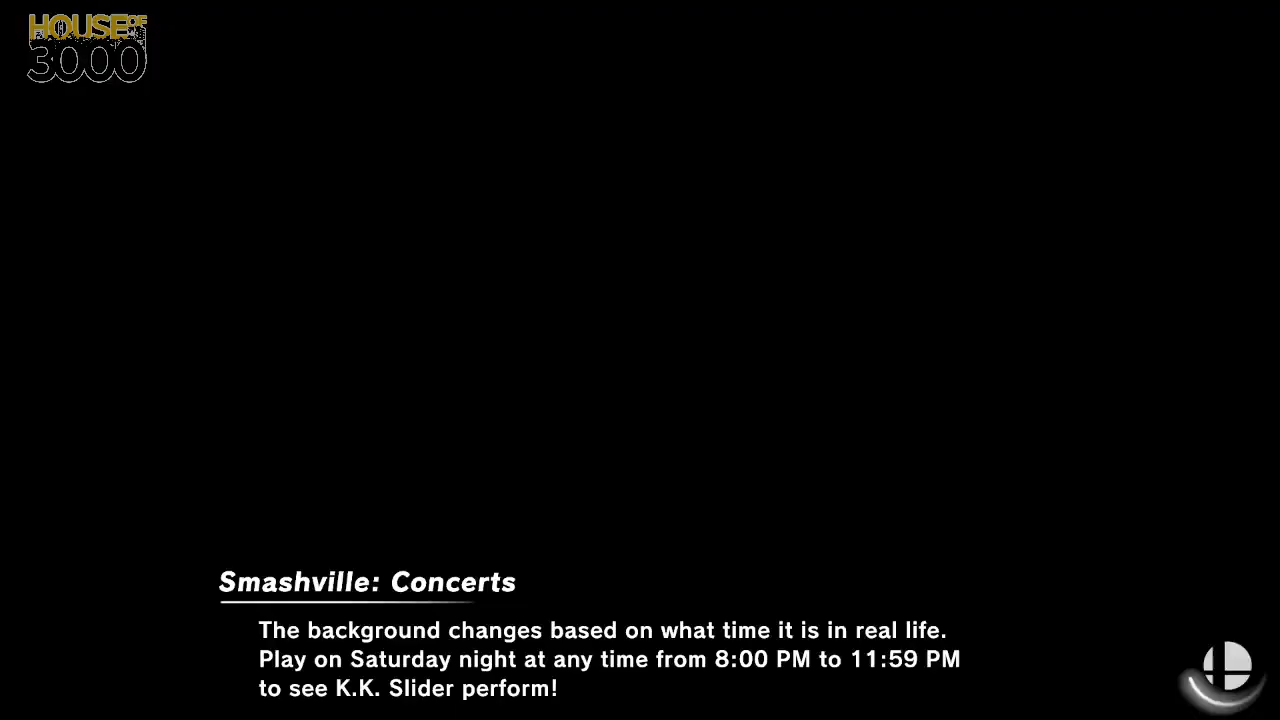 HOUSE OF
3000
Smashville: Concerts
The background changes based on what time it is in real life.
Play on Saturday night at any time from 8:00 PM to 11:59 PM
to see K.K. Slider perform!